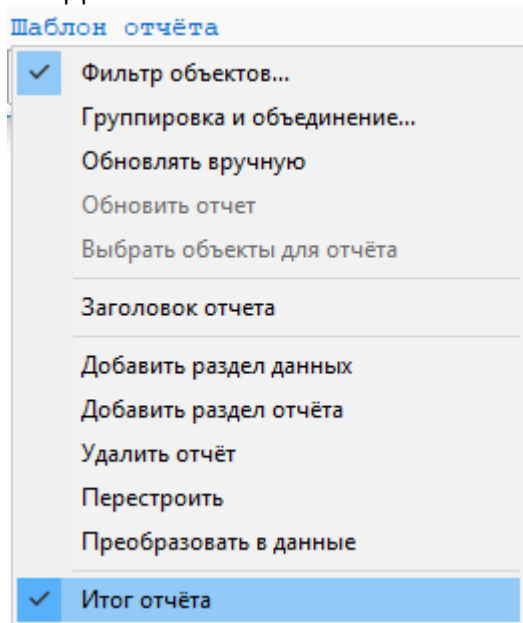 Шаблон отчёта
Фильтр объектов...
Группировка и объединение...
Обновлять вручную
Обновить отчет
Выбрать объекты для отчёта
Заголовок отчета
Добавить раздел данных
Добавить раздел отчёта
Удалить отчёт
Перестроить
Преобразовать в данные
Итог отчёта